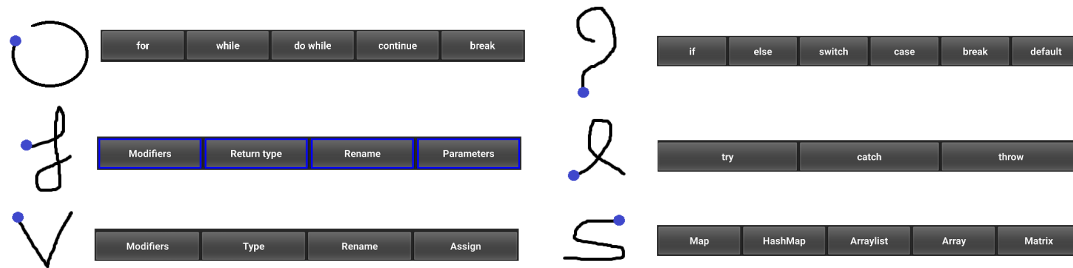 for while do while continue break
if else switch case break default
Modifiers Return type Rename Parameters
try catch throw
Modifiers Type Rename Assign
Map HashMap Arraylist Array Matrix